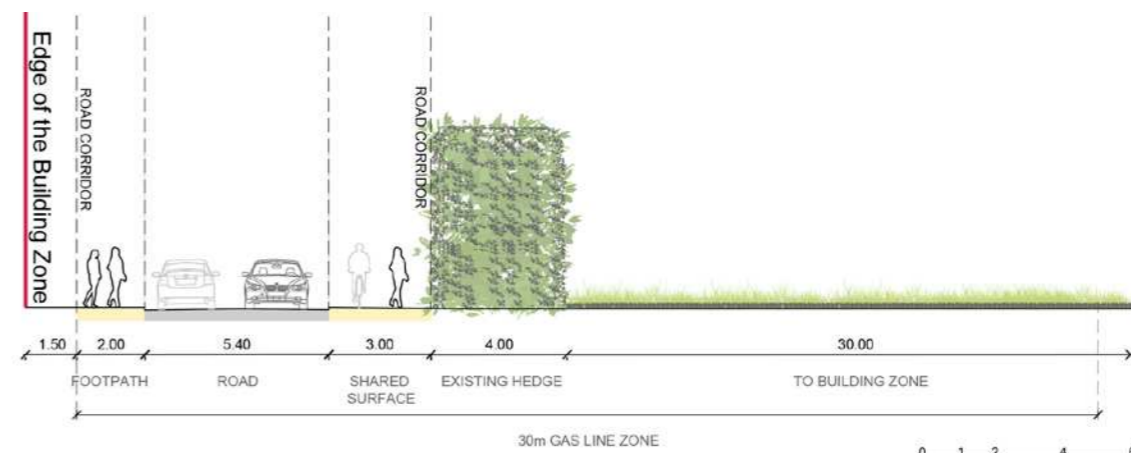 Edge of the Building Zone
ROAD CORRIDOR
ROAD CORRIDOR
1.50 2.00 5.40 3.00 4.00 30.00
FOOTPATH ROAD SHARED SURFACE EXISTING HEDGE TO BUILDING ZONE
30m GAS LINE ZONE
0 1 2 4